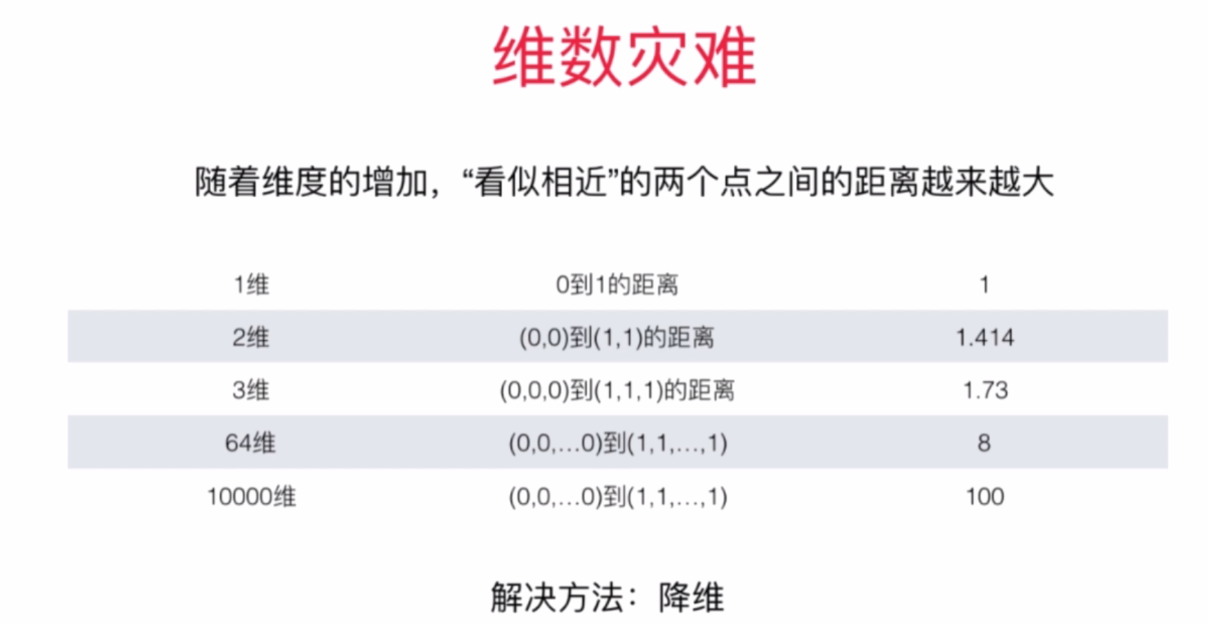 维数灾难
随着维度的增加，“看似相近”的两个点之间的距离越来越大
1维 0到1的距离 1
2维 (0,0)到(1,1)的距离 1.414
3维 (0,0,0)到(1,1,1)的距离 1.73
64维 (0,0,...0)到(1,1,...,1) 8
10000维 (0,0,...0)到(1,1,...,1) 100
解决方法：降维